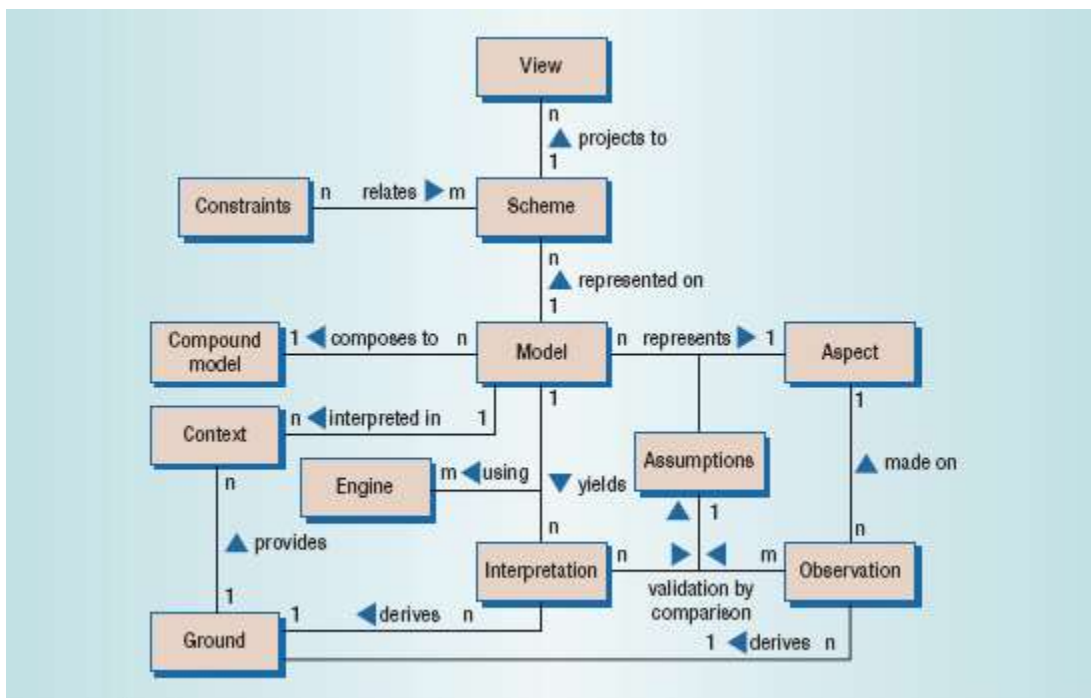 View
n
projects to
1
Constraints n relates m Scheme
n
represented on
1
Compound
model
1 composes to n Model n represents 1 Aspect
Context n interpreted in 1 1 1
Assumptions
made on
Engine m using
n yields 1
provides
n n
1 Interpretation n m Observation
validation by
comparison
Ground 1 derives n
1 derives n